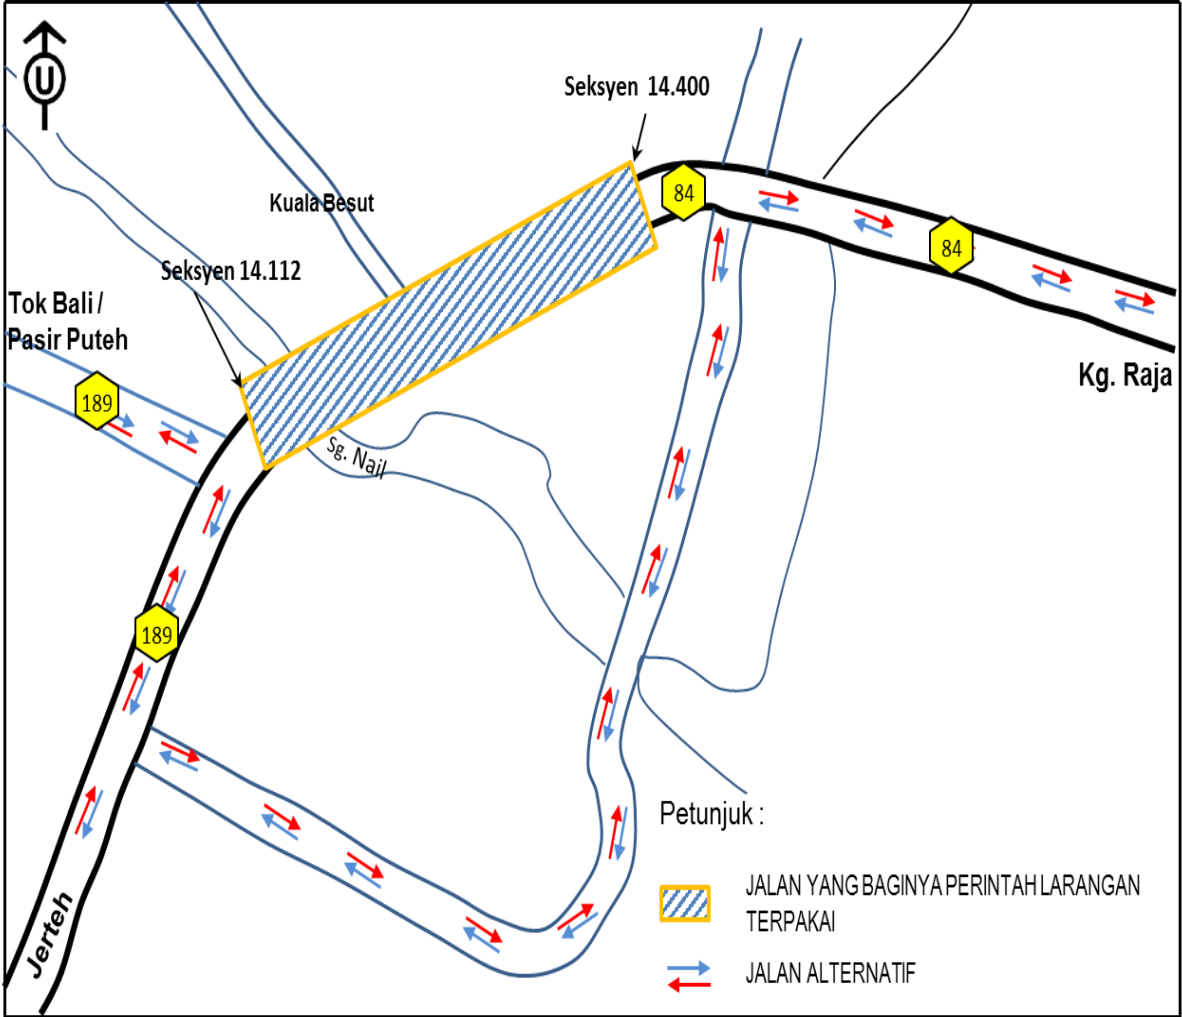 U
Seksyen 14.400
84
Kuala Besut
84
Seksyen 14.112
Tok Bali /
Pasir Puteh
Kg. Raja
189
Sg. Nail
189
Petunjuk :
JALAN YANG BAGINYA PERINTAH LARANGAN
TERPAKAI
Jerteh
JALAN ALTERNATIF